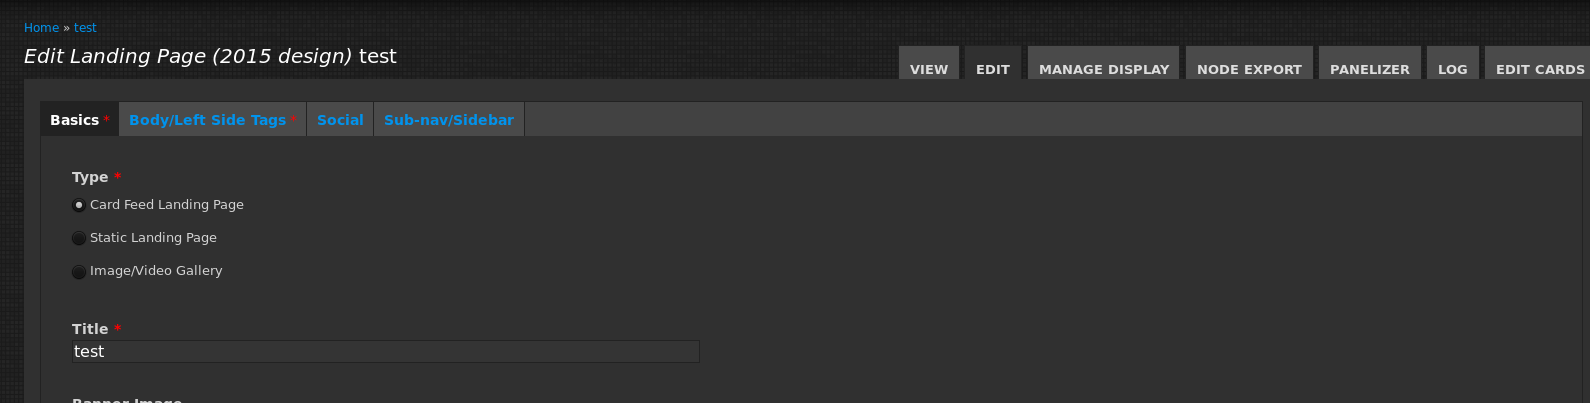 Home » test
Edit Landing Page (2015 design) test
VIEW EDIT MANAGE DISPLAY NODE EXPORT PANELIZER LOG EDIT CARDS
Basics * Body/Left Side Tags * Social Sub-nav/Sidebar
Type *
Card Feed Landing Page
Static Landing Page
Image/Video Gallery
Title *
test
Banner Image